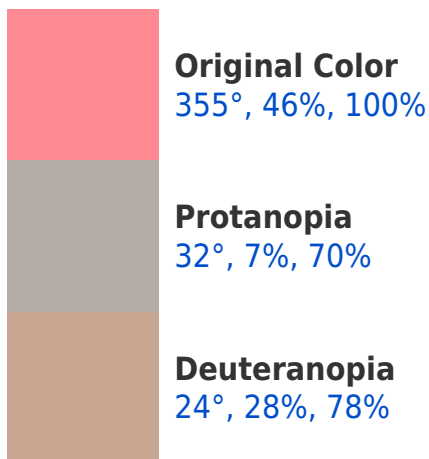 Original Color
355°, 46%, 100%
Protanopia
32°, 7%, 70%
Deuteranopia
24°, 28%, 78%